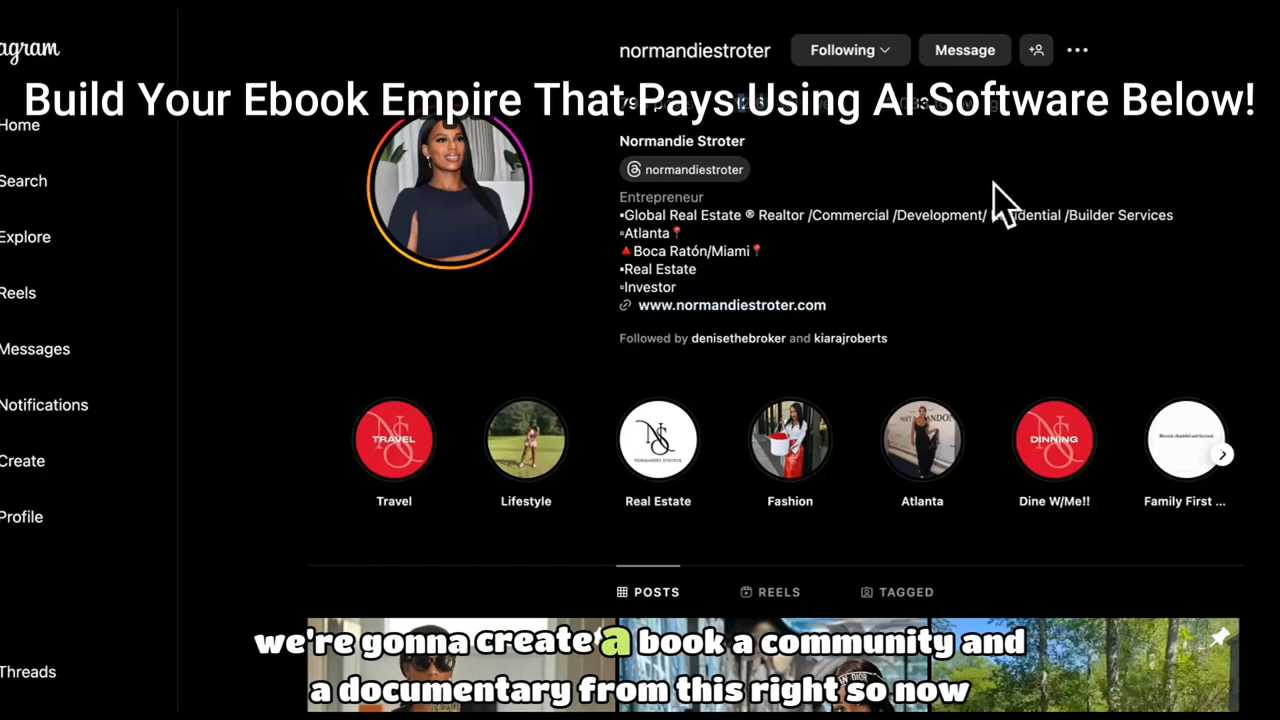 agram
normandiestroter Following Message
Build Your Ebook Empire That Pays Using AI Software Below!
Home
Normandie Stroter
normandiestroter
Search
Entrepreneur
▪Global Real Estate ® Realtor /Commercial /Development/ /Builder Services
▫Atlanta📍
Explore
🔺Boca Ratón/Miami📍
▪Real Estate
▫Investor
Reels
www.normandiestroter.com
Followed by denisethebroker and kiarajroberts
Messages
Notifications
TRAVEL
NS
NORMANDIE STROTER
DINNING
Create
Travel
Lifestyle
Real Estate
Fashion
Atlanta
Dine W/Me!!
Family First ...
Profile
POSTS
REELS
TAGGED
we're gonna create a book a community and
a documentary from this right so now
Threads